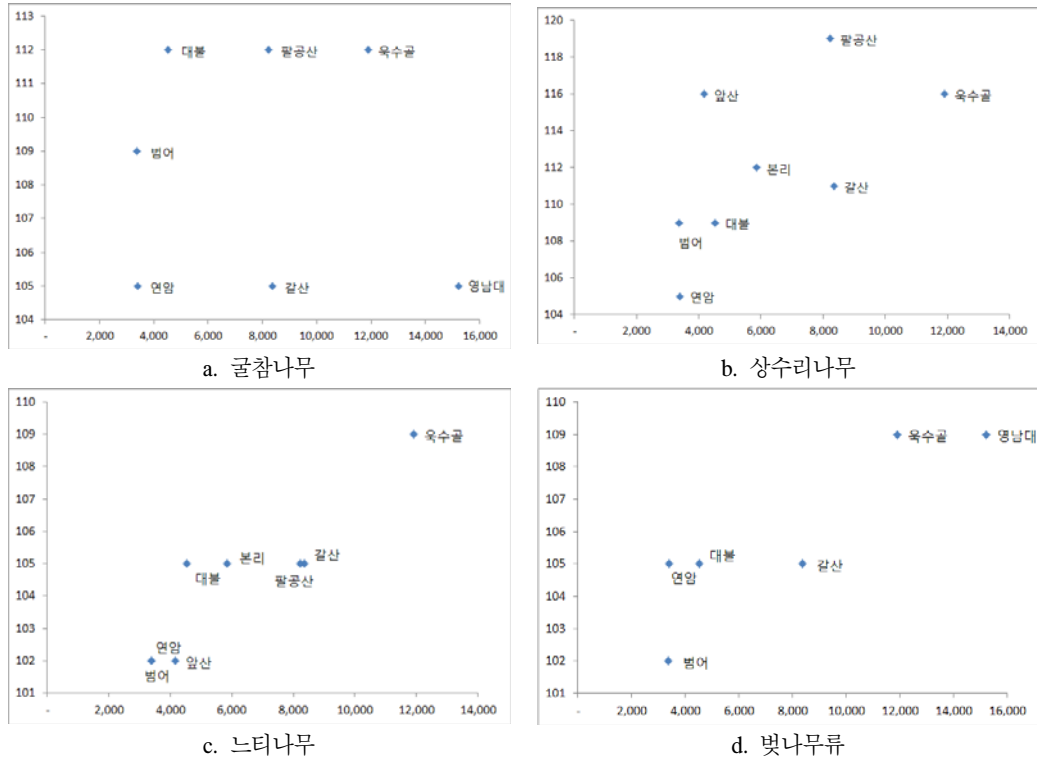 113
112
111
110
109
108
107
106
105
104
대불
팔공산
욱수골
범어
연암
갈산
영남대
- 2,000 4,000 6,000 8,000 10,000 12,000 14,000 16,000
a. 굴참나무
120
118
116
114
112
110
108
106
104
팔공산
앞산
욱수골
본리
갈산
범어
대불
연암
- 2,000 4,000 6,000 8,000 10,000 12,000 14,000
b. 상수리나무
110
109
108
107
106
105
104
103
102
101
욱수골
본리
갈산
대불
팔공산
연암
앞산
범어
- 2,000 4,000 6,000 8,000 10,000 12,000 14,000
c. 느티나무
110
109
108
107
106
105
104
103
102
101
욱수골
영남대
대불
연암
갈산
범어
- 2,000 4,000 6,000 8,000 10,000 12,000 14,000 16,000
d. 벚나무류